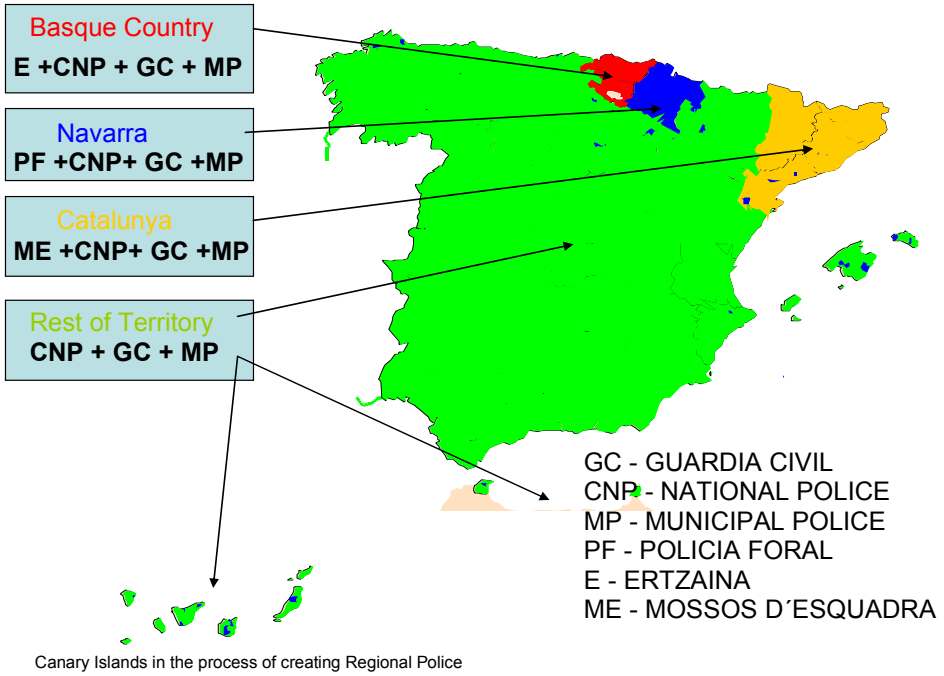 Basque Country
E +CNP + GC + MP
Navarra
PF +CNP+ GC +MP
Catalunya
ME +CNP+ GC +MP
Rest of Territory
CNP + GC + MP
GC - GUARDIA CIVIL
CNP - NATIONAL POLICE
MP - MUNICIPAL POLICE
PF - POLICIA FORAL
E - ERTZAINA
ME - MOSSOS D´ESQUADRA
Canary Islands in the process of creating Regional Police